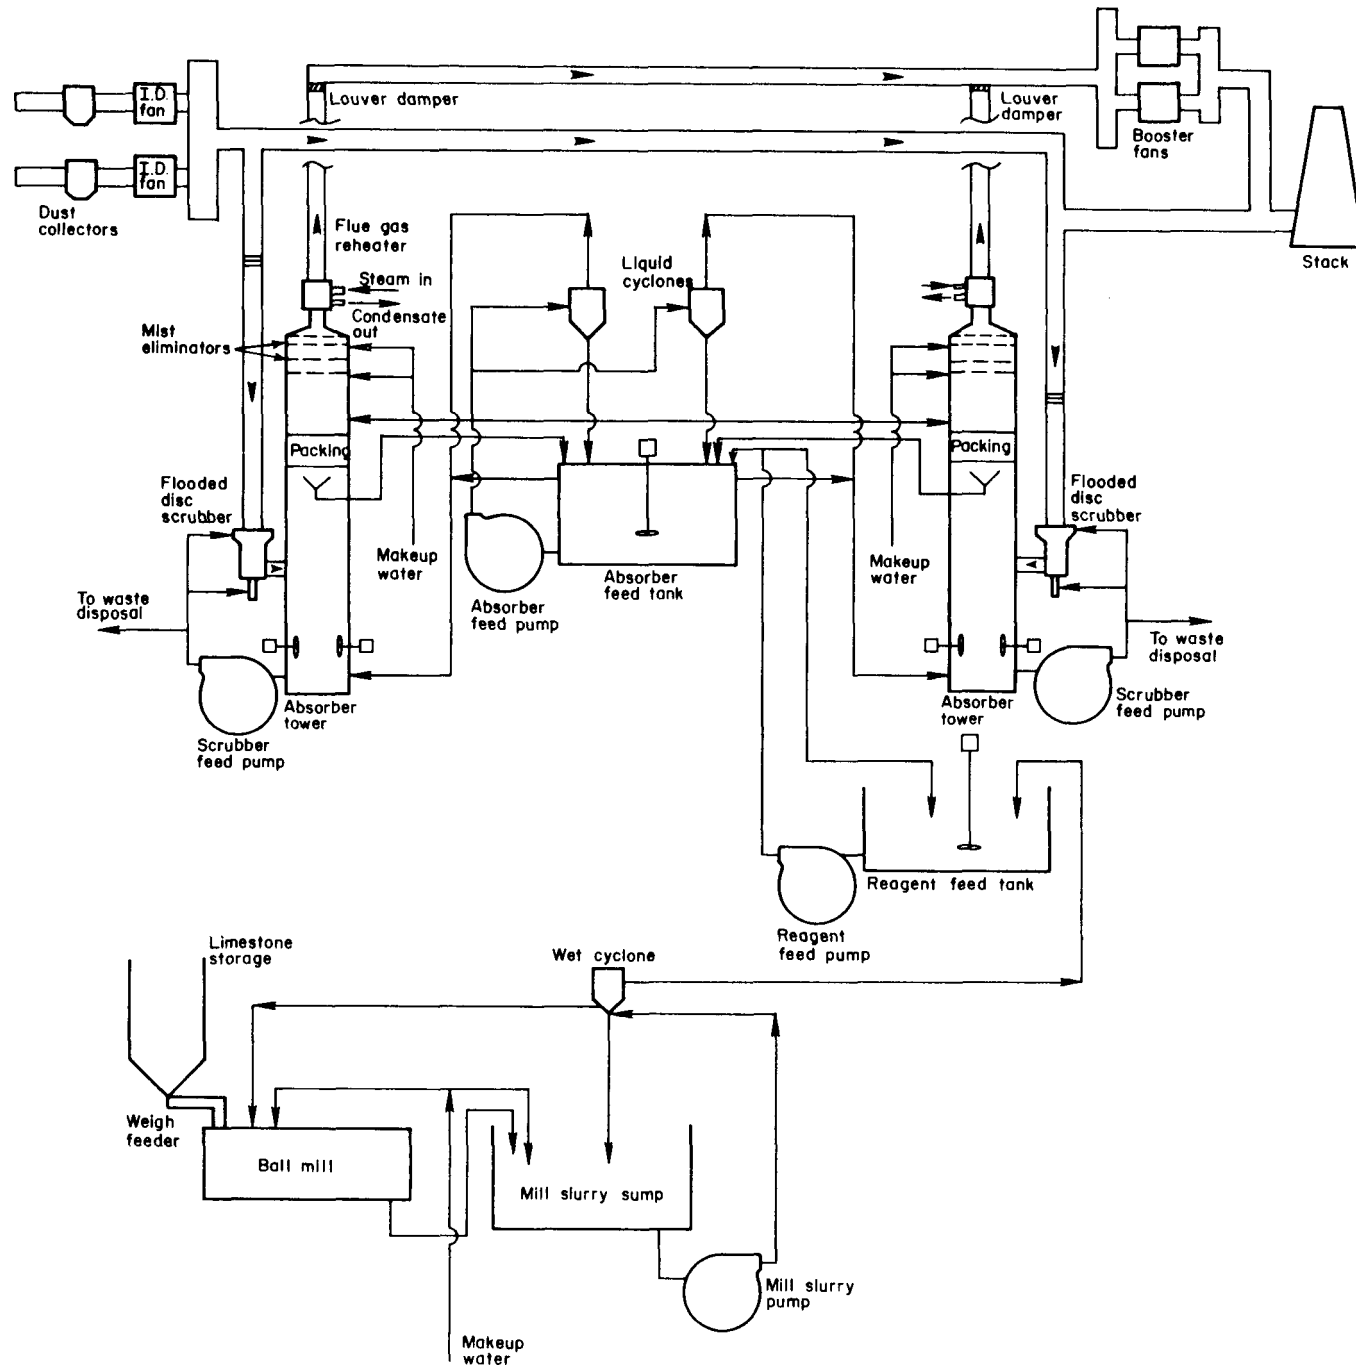 I.D.
fan
Louver damper
Louver
damper
Booster
fans
I.D.
fan
Dust
collectors
Flue gas
reheater
Steam in
Condensate
out
Liquid
cyclones
Stack
Mist
eliminators
Packing
Packing
Flooded
disc
scrubber
Flooded
disc
scrubber
Makeup
water
Absorber
feed tank
Makeup
water
To waste
disposal
Absorber
feed pump
To waste
disposal
Absorber
tower
Scrubber
feed pump
Absorber
tower
Scrubber
feed pump
Reagent feed tank
Reagent
feed pump
Limestone
storage
Wet cyclone
Weigh
feeder
Ball mill
Mill slurry sump
Mill slurry
pump
Makeup
water